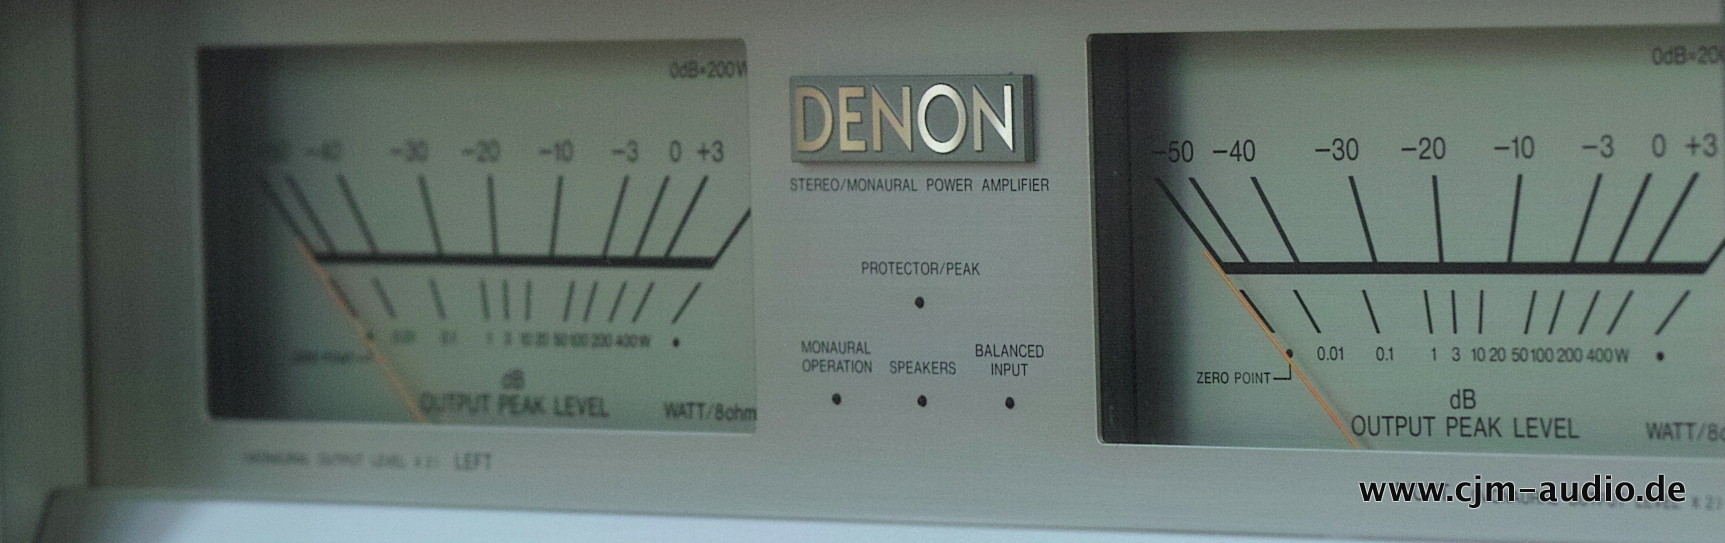 0dB=200W
-40 -30 -20 -10 -3 0 +3
0.01 0.1 1 3 10 20 50 100 200 400W
dB
OUTPUT PEAK LEVEL
WATT/8ohm
LEFT
DENON
STEREO/MONAURAL POWER AMPLIFIER
PROTECTOR/PEAK
MONAURAL
OPERATION
SPEAKERS
BALANCED
INPUT
0dB=20
-50 -40 -30 -20 -10 -3 0 +3
0.01 0.1 1 3 10 20 50 100 200 400W
ZERO POINT
dB
OUTPUT PEAK LEVEL
WATT/8
www.cjm-audio.de